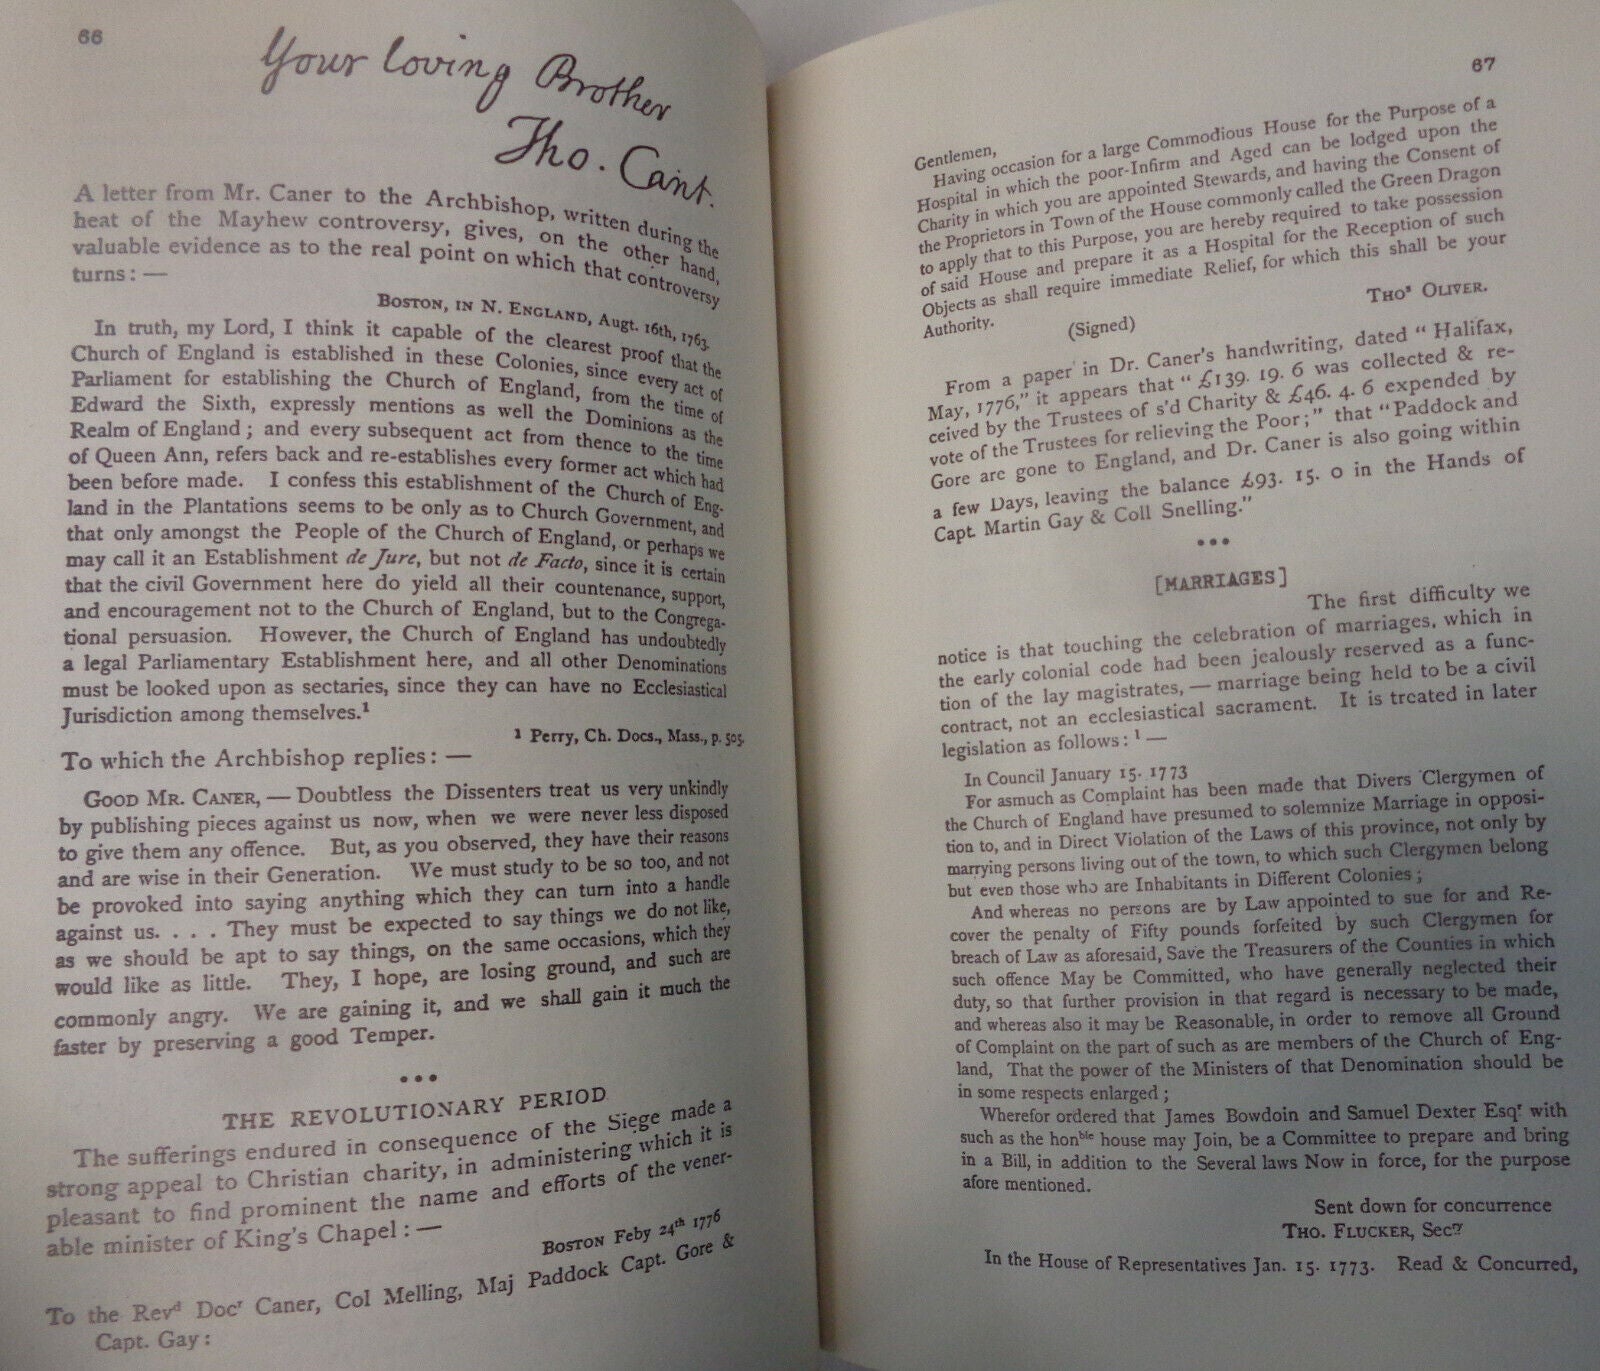 66
Your loving Brother
Tho. Cant.
A letter from Mr. Caner to the Archbishop, written during the
heat of the Mayhew controversy, gives, on the other hand,
valuable evidence as to the real point on which that controversy
turns: —
BOSTON, IN N. ENGLAND, Augt. 16th, 1763.
In truth, my Lord, I think it capable of the clearest proof that the
Church of England is established in these Colonies, since every act of
Parliament for establishing the Church of England, from the time of
Edward the Sixth, expressly mentions as well the Dominions as the
Realm of England; and every subsequent act from thence to the time
of Queen Ann, refers back and re-establishes every former act which had
been before made. I confess this establishment of the Church of Eng-
land in the Plantations seems to be only as to Church Government, and
that only amongst the People of the Church of England, or perhaps we
may call it an Establishment de Jure, but not de Facto, since it is certain
that the civil Government here do yield all their countenance, support,
and encouragement not to the Church of England, but to the Congrega-
tional persuasion. However, the Church of England has undoubtedly
a legal Parliamentary Establishment here, and all other Denominations
must be looked upon as sectaries, since they can have no Ecclesiastical
Jurisdiction among themselves.¹
¹ Perry, Ch. Docs., Mass., p. 505.
To which the Archbishop replies: —
GOOD MR. CANER, — Doubtless the Dissenters treat us very unkindly
by publishing pieces against us now, when we were never less disposed
to give them any offence. But, as you observed, they have their reasons
and are wise in their Generation. We must study to be so too, and not
be provoked into saying anything which they can turn into a handle
against us. . . . They must be expected to say things we do not like,
as we should be apt to say things, on the same occasions, which they
would like as little. They, I hope, are losing ground, and such are
commonly angry. We are gaining it, and we shall gain it much the
faster by preserving a good Temper.
•••
THE REVOLUTIONARY PERIOD
The sufferings endured in consequence of the Siege made a
strong appeal to Christian charity, in administering which it is
pleasant to find prominent the name and efforts of the vener-
able minister of King's Chapel: —
BOSTON Feby 24ᵗʰ 1776
To the Revᵈ Docʳ Caner, Col Melling, Maj Paddock Capt. Gore &
Capt. Gay:
67
Gentlemen,
Having occasion for a large Commodious House for the Purpose of a
Hospital in which the poor-Infirm and Aged can be lodged upon the
Charity in which you are appointed Stewards, and having the Consent of
the Proprietors in Town of the House commonly called the Green Dragon
to apply that to this Purpose, you are hereby required to take possession
of said House and prepare it as a Hospital for the Reception of such
Objects as shall require immediate Relief, for which this shall be your
Authority.
(Signed) THOˢ OLIVER.
From a paper in Dr. Caner's handwriting, dated "Halifax,
May, 1776," it appears that "£139. 19. 6 was collected & re-
ceived by the Trustees of s'd Charity & £46. 4. 6 expended by
vote of the Trustees for relieving the Poor;" that "Paddock and
Gore are gone to England, and Dr. Caner is also going within
a few Days, leaving the balance £93. 15. 0 in the Hands of
Capt. Martin Gay & Coll Snelling."
•••
[MARRIAGES]
The first difficulty we
notice is that touching the celebration of marriages, which in
the early colonial code had been jealously reserved as a func-
tion of the lay magistrates, — marriage being held to be a civil
contract, not an ecclesiastical sacrament. It is treated in later
legislation as follows: ¹ —
In Council January 15. 1773
For asmuch as Complaint has been made that Divers Clergymen of
the Church of England have presumed to solemnize Marriage in opposi-
tion to, and in Direct Violation of the Laws of this province, not only by
marrying persons living out of the town, to which such Clergymen belong
but even those who are Inhabitants in Different Colonies;
And whereas no persons are by Law appointed to sue for and Re-
cover the penalty of Fifty pounds forfeited by such Clergymen for
breach of Law as aforesaid, Save the Treasurers of the Counties in which
such offence May be Committed, who have generally neglected their
duty, so that further provision in that regard is necessary to be made,
and whereas also it may be Reasonable, in order to remove all Ground
of Complaint on the part of such as are members of the Church of Eng-
land, That the power of the Ministers of that Denomination should be
in some respects enlarged;
Wherefor ordered that James Bowdoin and Samuel Dexter Esqʳ with
such as the honᵇˡᵉ house may Join, be a Committee to prepare and bring
in a Bill, in addition to the Several laws Now in force, for the purpose
afore mentioned.
Sent down for concurrence
THO. FLUCKER, Secʸ
In the House of Representatives Jan. 15. 1773. Read & Concurred,